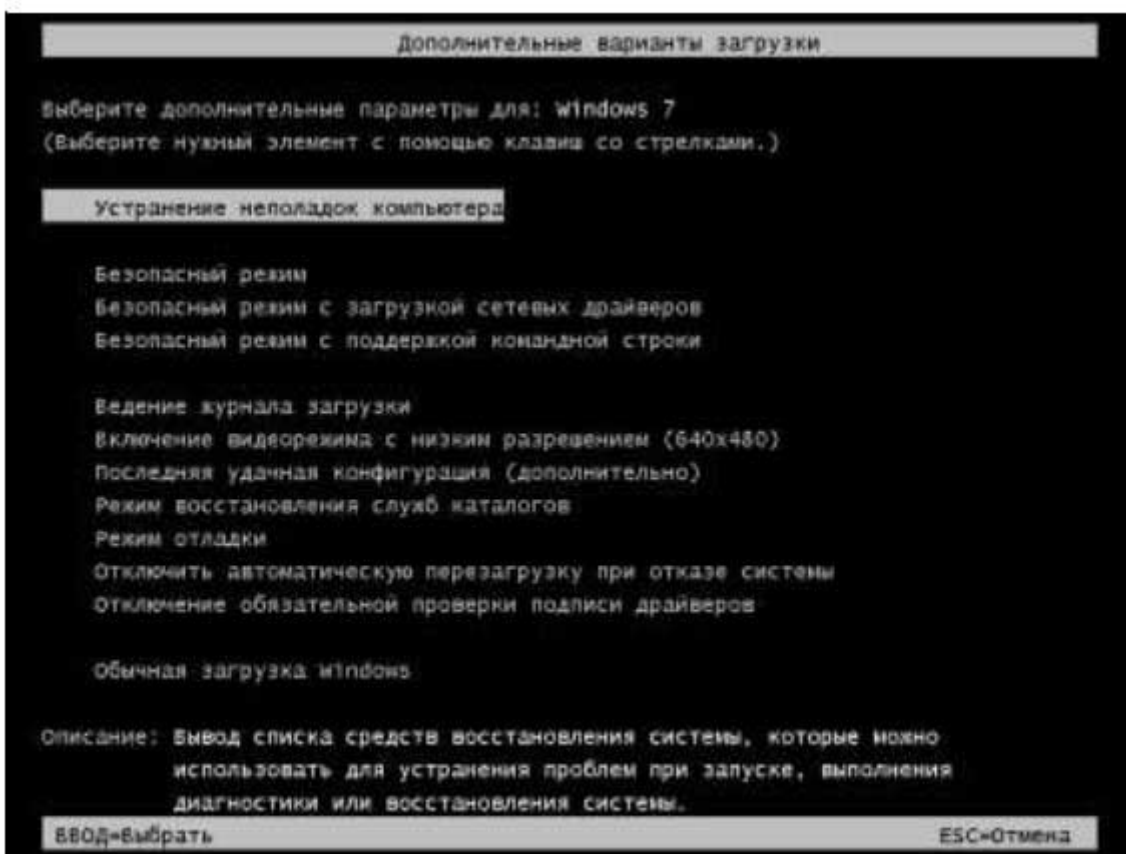 Дополнительные варианты загрузки
Выберите дополнительные параметры для: Windows 7
(Выберите нужный элемент с помощью клавиш со стрелками.)
Устранение неполадок компьютера
Безопасный режим
Безопасный режим с загрузкой сетевых драйверов
Безопасный режим с поддержкой командной строки
Ведение журнала загрузки
Включение видеорежима с низким разрешением (640x480)
Последняя удачная конфигурация (дополнительно)
Режим восстановления служб каталогов
Режим отладки
Отключить автоматическую перезагрузку при отказе системы
Отключение обязательной проверки подписи драйверов
Обычная загрузка Windows
Описание: Вывод списка средств восстановления системы, которые можно
использовать для устранения проблем при запуске, выполнения
диагностики или восстановления системы.
ВВОД=Выбрать ESC=Отмена